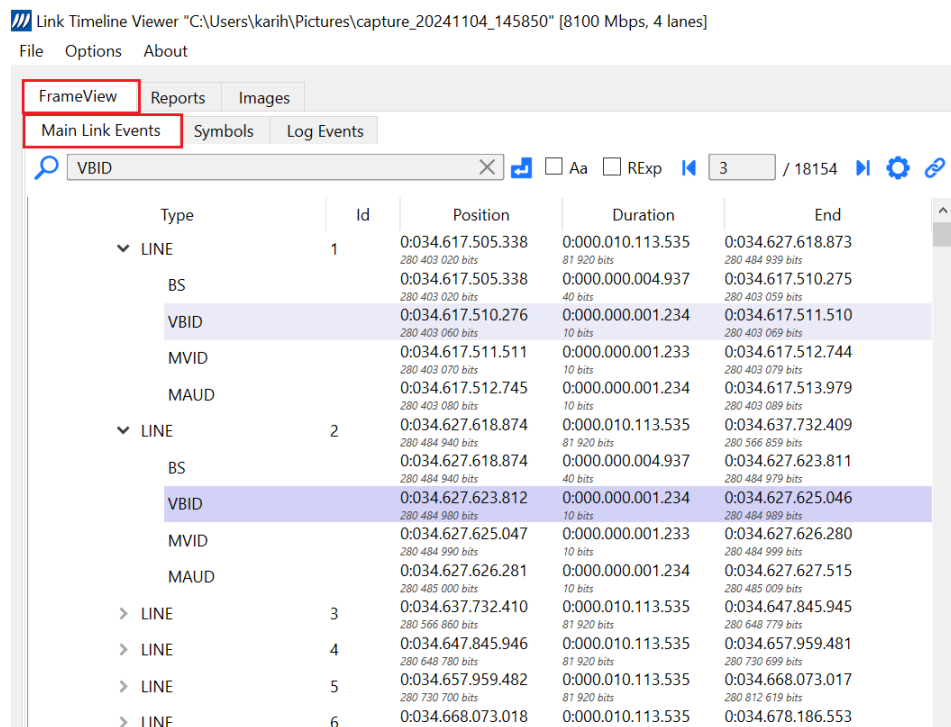 Link Timeline Viewer "C:\Users\karih\Pictures\capture_20241104_145850" [8100 Mbps, 4 lanes]
File Options About
FrameView Reports Images
Main Link Events Symbols Log Events
VBID Aa RExp 3 / 18154
Type Id Position Duration End
LINE 1 0:034.617.505.338 0:000.010.113.535 0:034.627.618.873
280 403 020 bits 81 920 bits 280 484 939 bits
BS 0:034.617.505.338 0:000.000.004.937 0:034.617.510.275
280 403 020 bits 40 bits 280 403 059 bits
VBID 0:034.617.510.276 0:000.000.001.234 0:034.617.511.510
280 403 060 bits 10 bits 280 403 069 bits
MVID 0:034.617.511.511 0:000.000.001.233 0:034.617.512.744
280 403 070 bits 10 bits 280 403 079 bits
MAUD 0:034.617.512.745 0:000.000.001.234 0:034.617.513.979
280 403 080 bits 10 bits 280 403 089 bits
LINE 2 0:034.627.618.874 0:000.010.113.535 0:034.637.732.409
280 484 940 bits 81 920 bits 280 566 859 bits
BS 0:034.627.618.874 0:000.000.004.937 0:034.627.623.811
280 484 940 bits 40 bits 280 484 979 bits
VBID 0:034.627.623.812 0:000.000.001.234 0:034.627.625.046
280 484 980 bits 10 bits 280 484 989 bits
MVID 0:034.627.625.047 0:000.000.001.233 0:034.627.626.280
280 484 990 bits 10 bits 280 484 999 bits
MAUD 0:034.627.626.281 0:000.000.001.234 0:034.627.627.515
280 485 000 bits 10 bits 280 485 009 bits
LINE 3 0:034.637.732.410 0:000.010.113.535 0:034.647.845.945
280 566 860 bits 81 920 bits 280 648 779 bits
LINE 4 0:034.647.845.946 0:000.010.113.535 0:034.657.959.481
280 648 780 bits 81 920 bits 280 730 699 bits
LINE 5 0:034.657.959.482 0:000.010.113.535 0:034.668.073.017
280 730 700 bits 81 920 bits 280 812 619 bits
LINE 6 0:034.668.073.018 0:000.010.113.535 0:034.678.186.553